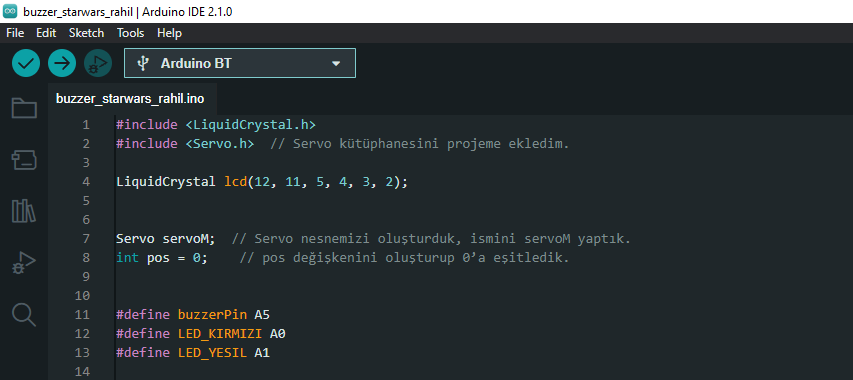 buzzer_starwars_rahil | Arduino IDE 2.1.0
File Edit Sketch Tools Help
Arduino BT
buzzer_starwars_rahil.ino
1 #include <LiquidCrystal.h>
2 #include <Servo.h>  // Servo kütüphanesini projeme ekledim.
3
4 LiquidCrystal lcd(12, 11, 5, 4, 3, 2);
5
6
7 Servo servoM;  // Servo nesnemizi oluşturduk, ismini servoM yaptık.
8 int pos = 0;    // pos değişkenini oluşturup 0’a eşitledik.
9
10
11 #define buzzerPin A5
12 #define LED_KIRMIZI A0
13 #define LED_YESIL A1
14